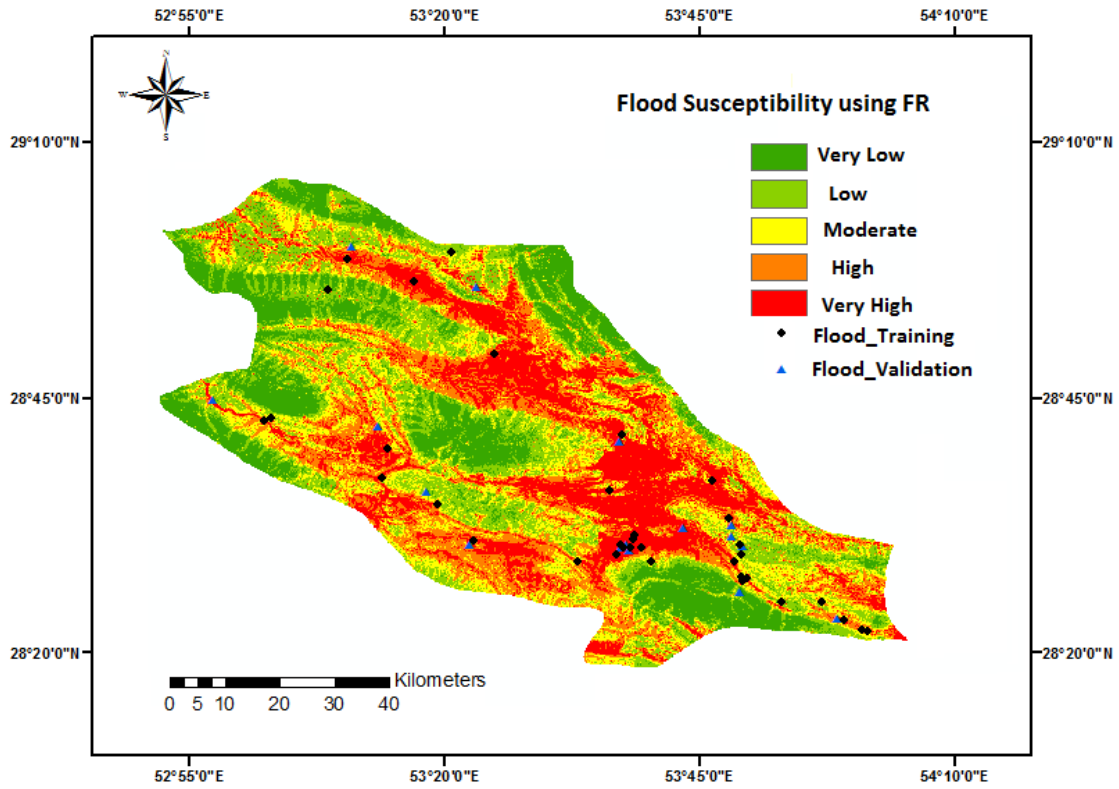 52°55'0"E 53°20'0"E 53°45'0"E 54°10'0"E
N
W E
S
Flood Susceptibility using FR
29°10'0"N 29°10'0"N
Very Low
Low
Moderate
High
Very High
Flood_Training
Flood_Validation
28°45'0"N 28°45'0"N
28°20'0"N 28°20'0"N
Kilometers
0 5 10 20 30 40
52°55'0"E 53°20'0"E 53°45'0"E 54°10'0"E